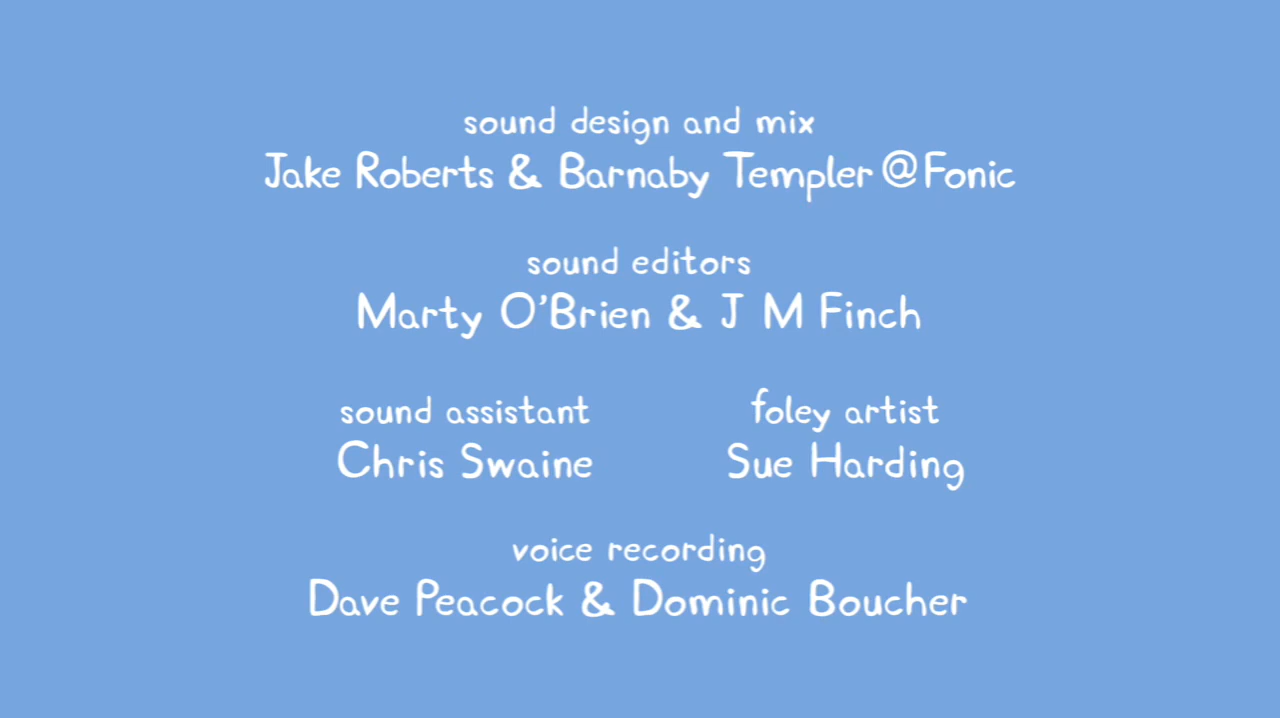 sound design and mix
Jake Roberts & Barnaby Templer@Fonic
sound editors
Marty O'Brien & J M Finch
sound assistant
Chris Swaine
foley artist
Sue Harding
voice recording
Dave Peacock & Dominic Boucher